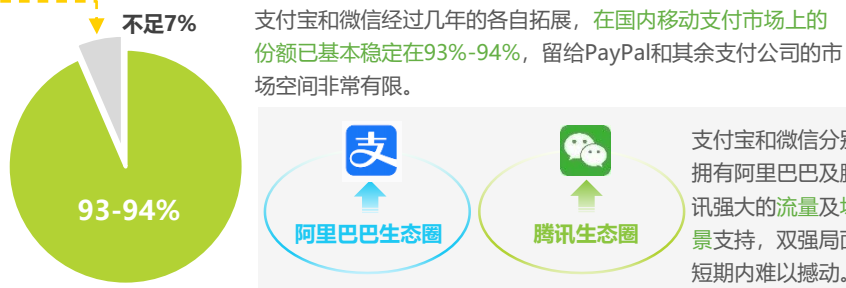 不足7%
支付宝和微信经过几年的各自拓展，在国内移动支付市场上的
份额已基本稳定在93%-94%，留给PayPal和其余支付公司的市
场空间非常有限。
93-94%
支
阿里巴巴生态圈
腾讯生态圈
支付宝和微信分别
拥有阿里巴巴及腾
讯强大的流量及场
景支持，双强局面
短期内难以撼动。